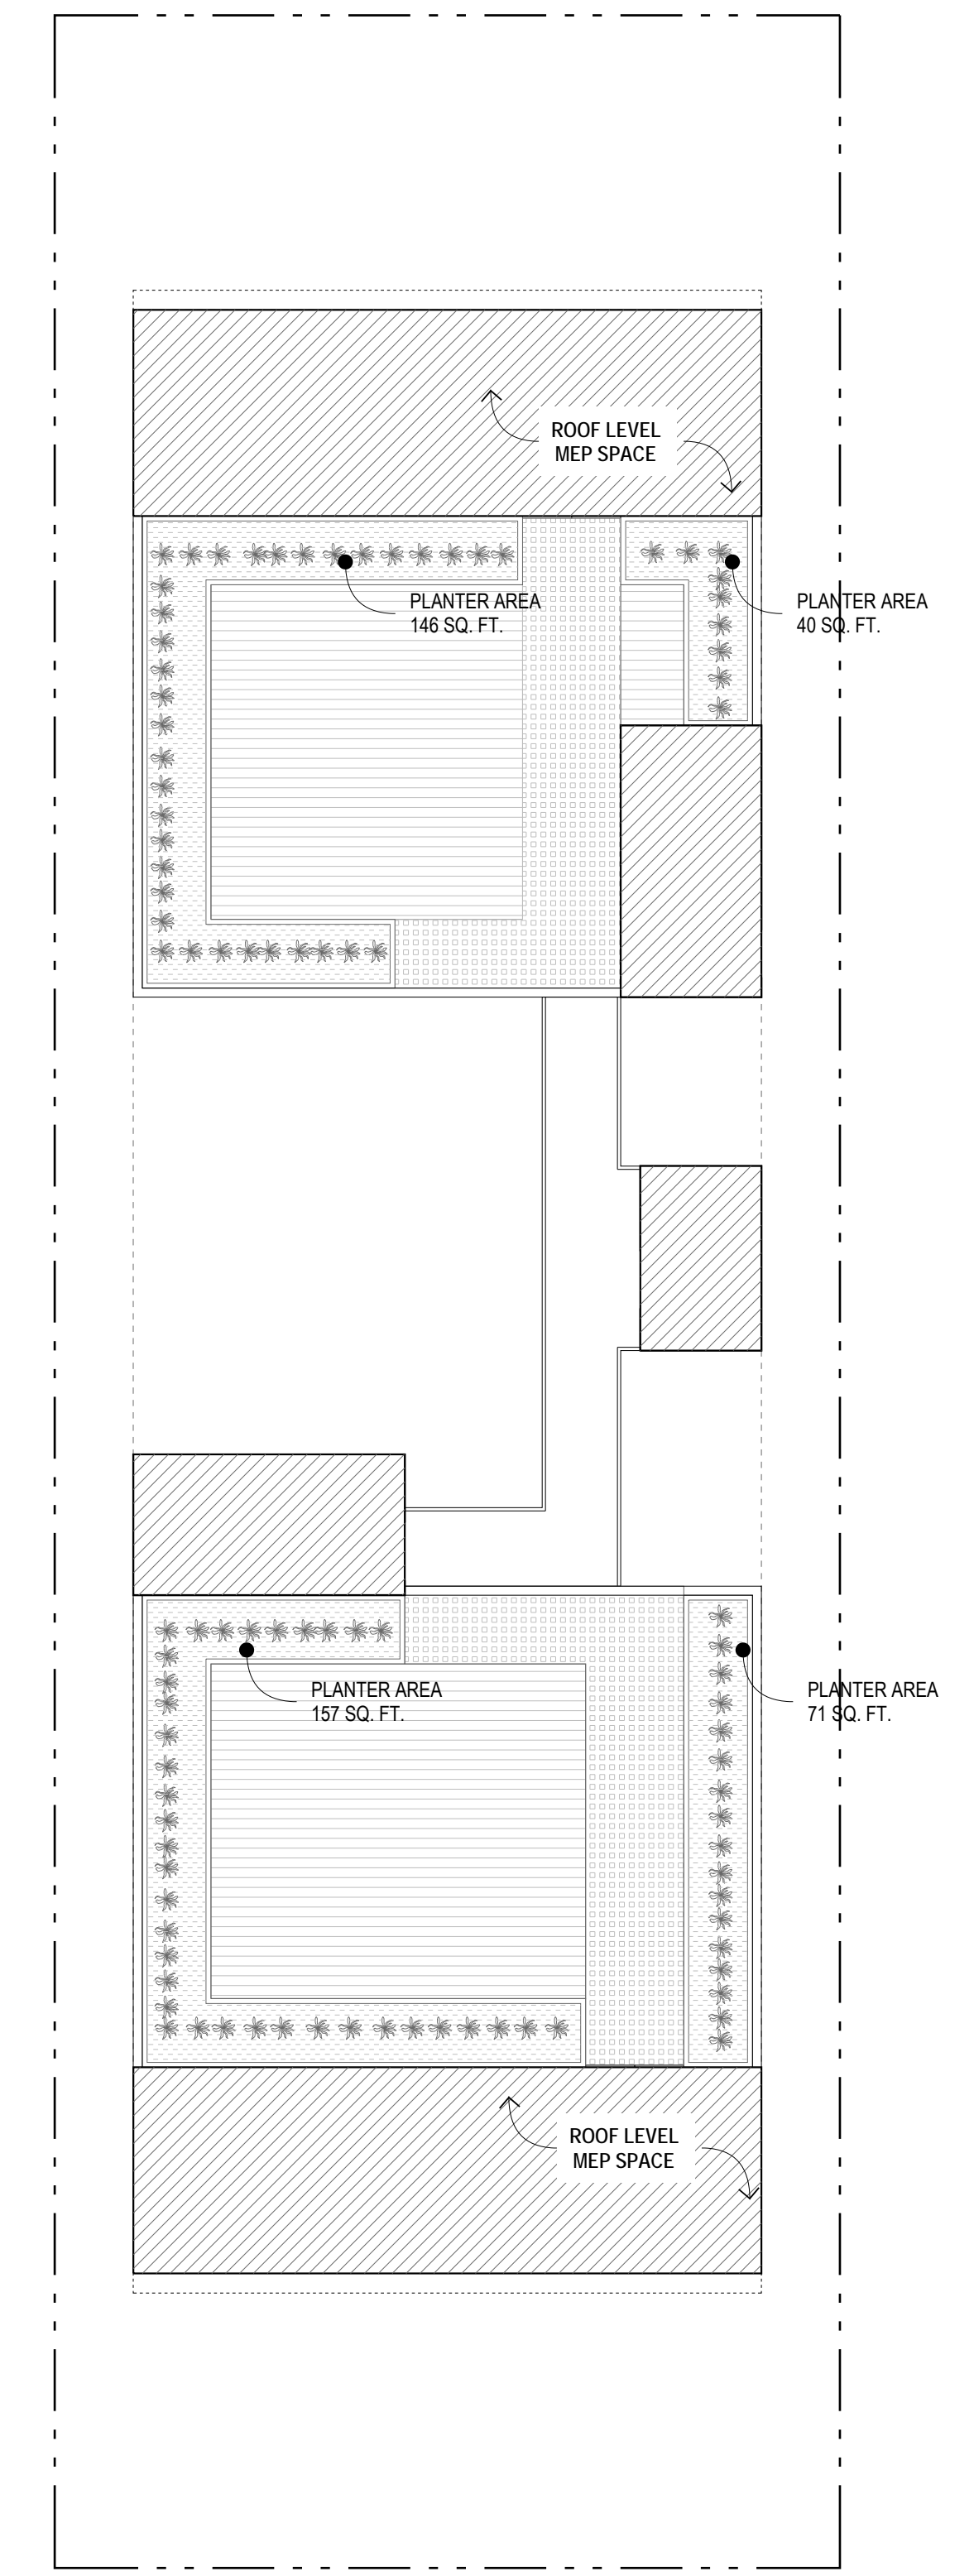 ROOF LEVEL
MEP SPACE
PLANTER AREA
146 SQ. FT.
PLANTER AREA
40 SQ. FT.
PLANTER AREA
157 SQ. FT.
PLANTER AREA
71 SQ. FT.
ROOF LEVEL
MEP SPACE